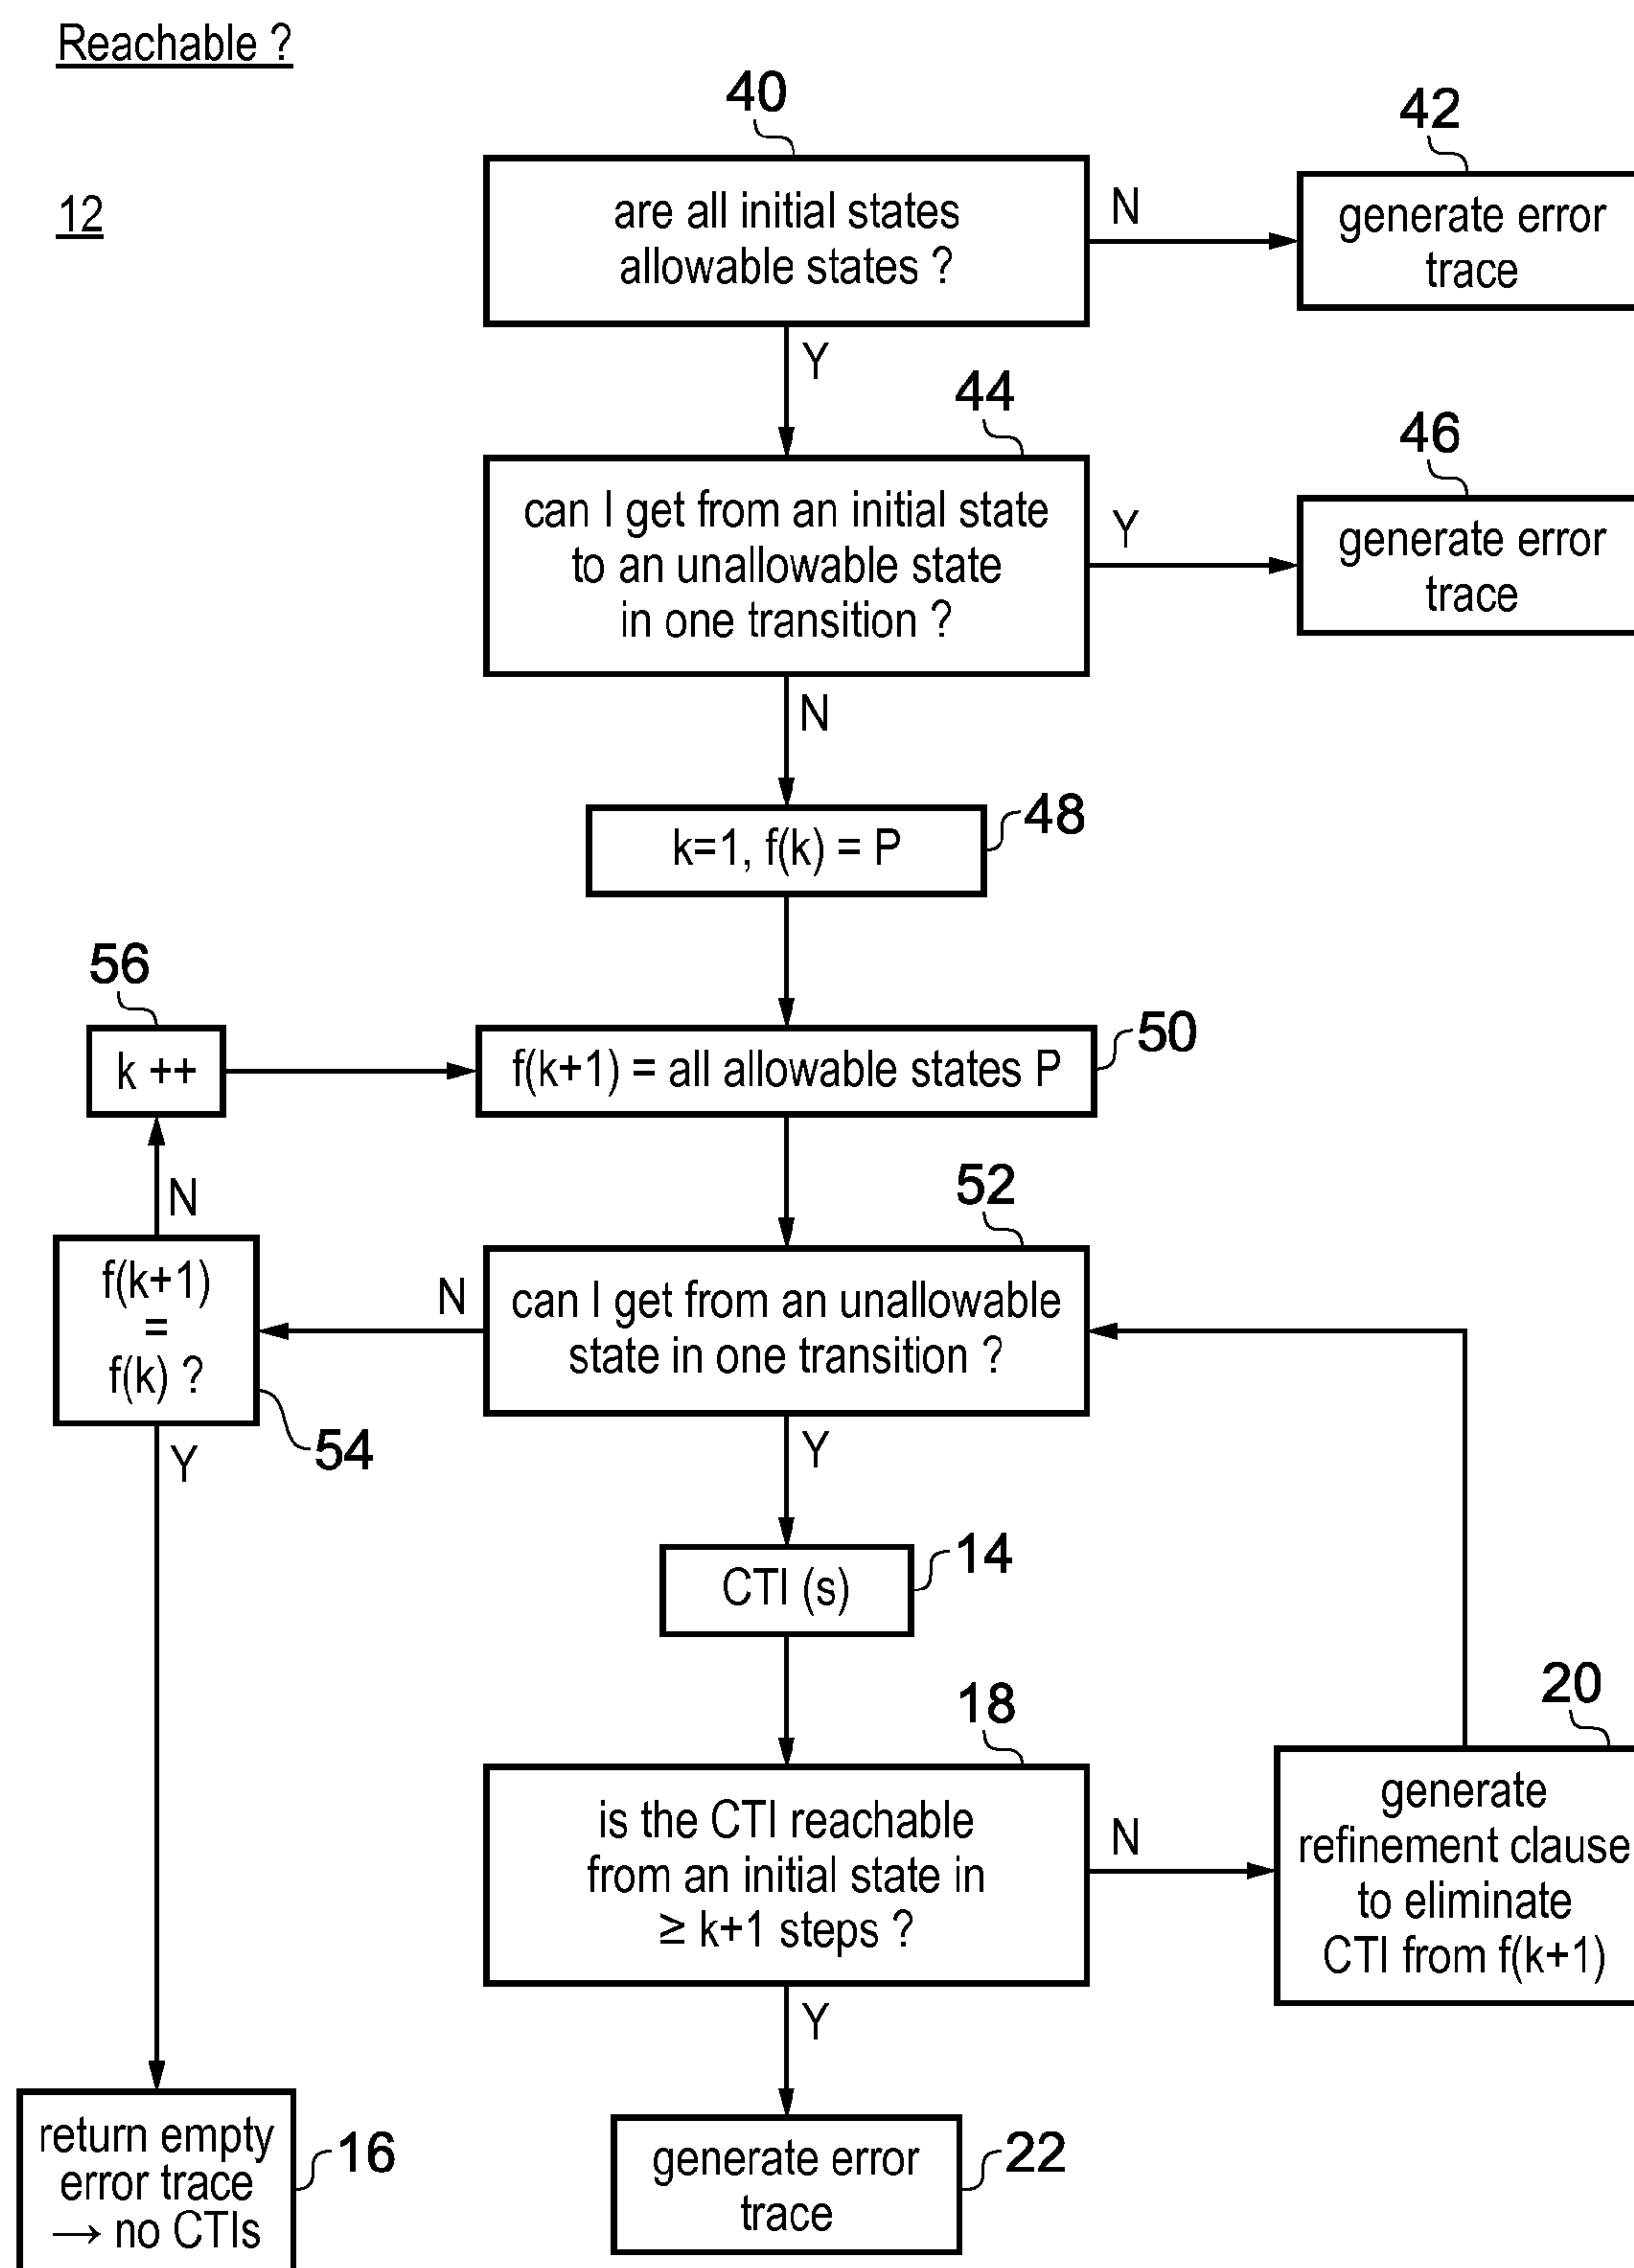 Reachable ?
12
40
are all initial states
allowable states ?
N
42
generate error
trace
Y
44
can I get from an initial state
to an unallowable state
in one transition ?
Y
46
generate error
trace
N
k=1, f(k) = P
48
56
k ++
f(k+1) = all allowable states P
50
N
f(k+1)
=
f(k) ?
54
N
52
can I get from an unallowable
state in one transition ?
Y
Y
CTI (s)
14
18
is the CTI reachable
from an initial state in
≥ k+1 steps ?
N
20
generate
refinement clause
to eliminate
CTI from f(k+1)
Y
return empty
error trace
→ no CTIs
16
generate error
trace
22